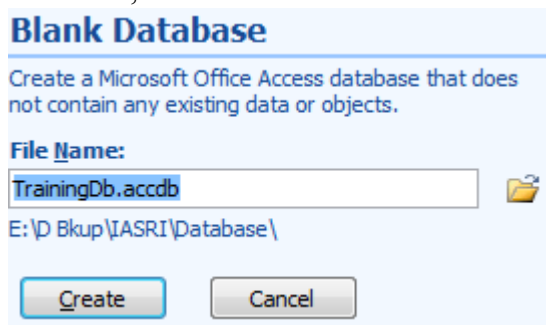 Blank Database
Create a Microsoft Office Access database that does
not contain any existing data or objects.
File Name:
TrainingDb.accdb
E:\D Bkup\IASRI\Database\
Create
Cancel